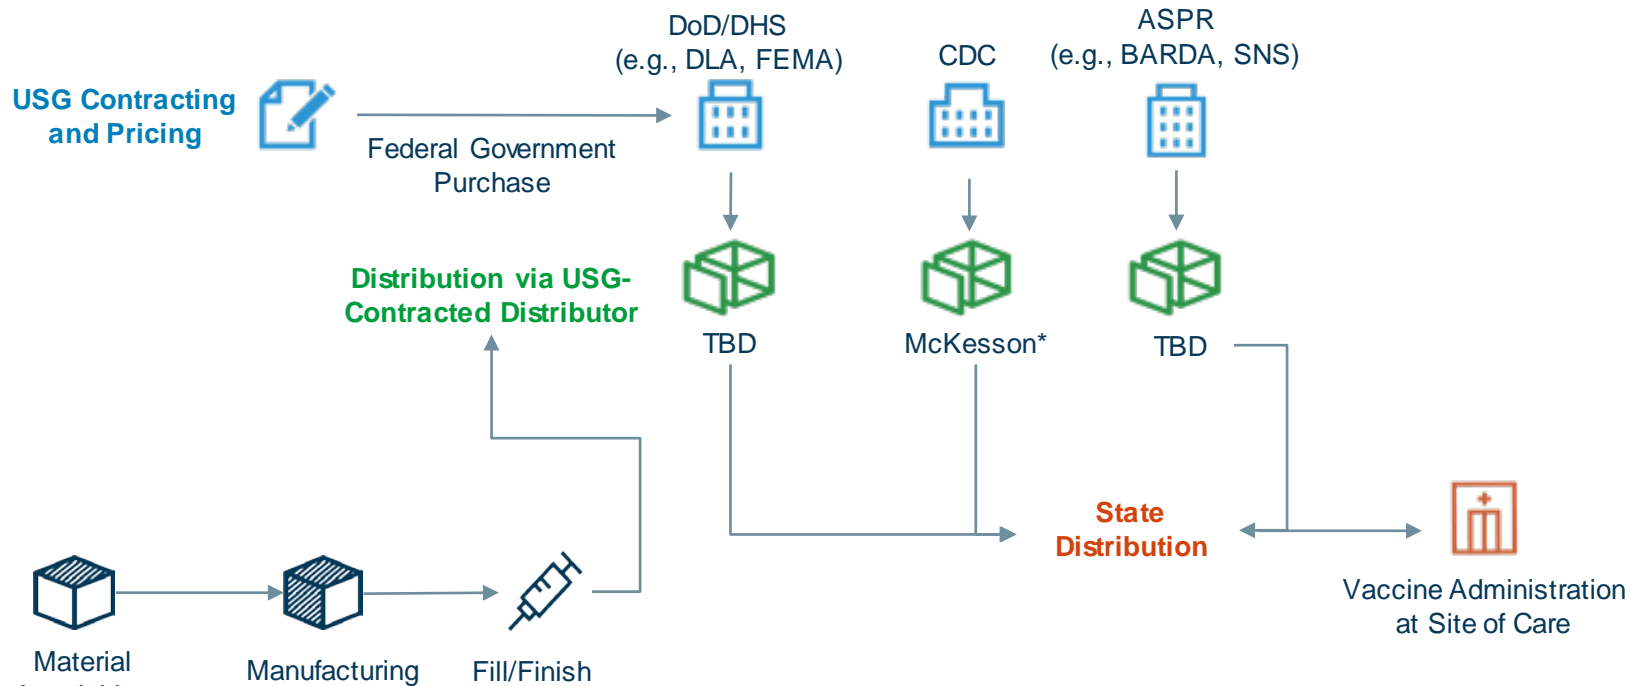 DoD/DHS
(e.g., DLA, FEMA)
CDC
ASPR
(e.g., BARDA, SNS)
USG Contracting
and Pricing
Federal Government
Purchase
Distribution via USG-
Contracted Distributor
TBD
McKesson*
TBD
State
Distribution
Vaccine Administration
at Site of Care
Material
Manufacturing
Fill/Finish